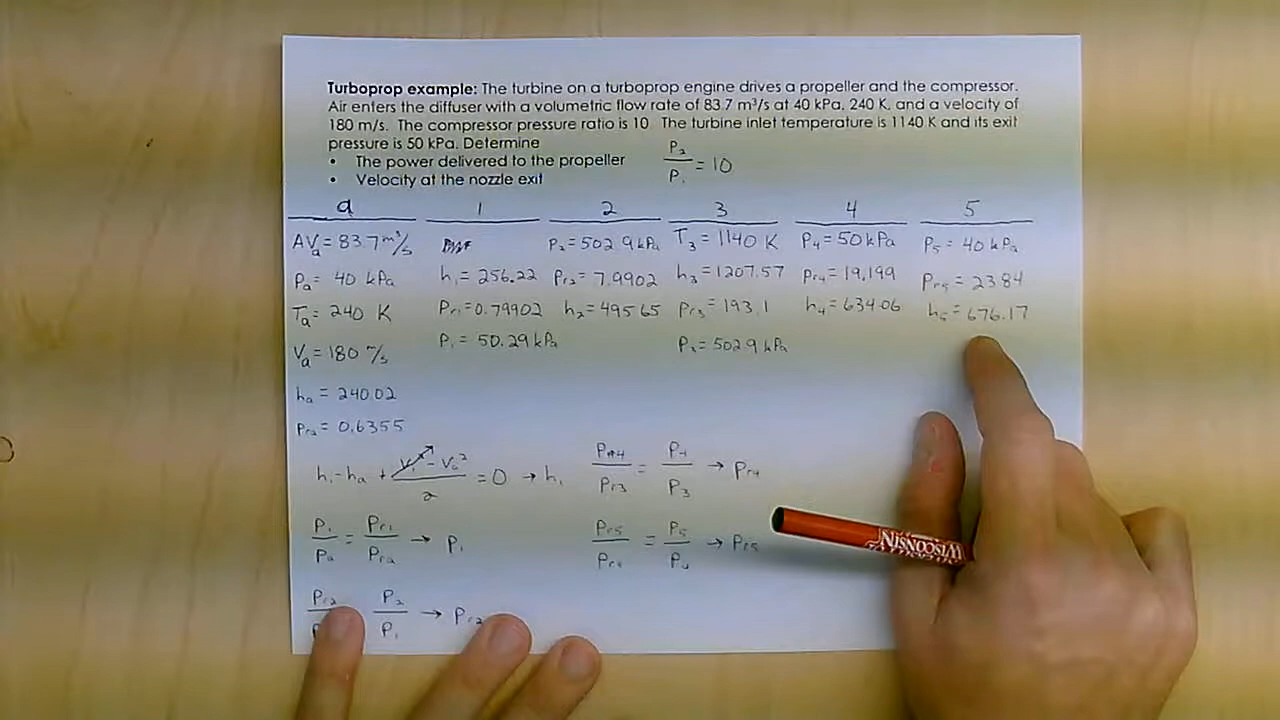 Turboprop example: The turbine on a turboprop engine drives a propeller and the compressor.
Air enters the diffuser with a volumetric flow rate of 83.7 m³/s at 40 kPa, 240 K, and a velocity of
180 m/s. The compressor pressure ratio is 10. The turbine inlet temperature is 1140 K and its exit
pressure is 50 kPa. Determine
• The power delivered to the propeller
• Velocity at the nozzle exit
P₂/P₁ = 10
a 1 2 3 4 5
AVₐ = 83.7 m³/s P₂ = 502.9 kPa T₃ = 1140 K P₄ = 50 kPa P₅ = 40 kPa
Pₐ = 40 kPa h₁ = 256.22 Pr₂ = 7.9902 h₃ = 1207.57 Pr₄ = 19.199 Pr₅ = 23.84
Tₐ = 240 K Pr₁ = 0.79902 h₂ = 495.65 Pr₃ = 193.1 h₄ = 634.06 h₅ = 676.17
Vₐ = 180 m/s P₁ = 50.29 kPa P₃ = 502.9 kPa
hₐ = 240.02
Prₐ = 0.6355
h₁ - hₐ + (V₁² - Vₐ²)/2 = 0 → h₁ Pr₄/Pr₃ = P₄/P₃ → Pr₄
P₁/Pₐ = Pr₁/Prₐ → P₁ Pr₅/Pr₄ = P₅/P₄ → Pr₅
Pr₂ P₂/P₁ → Pr₂
WISCONSIN